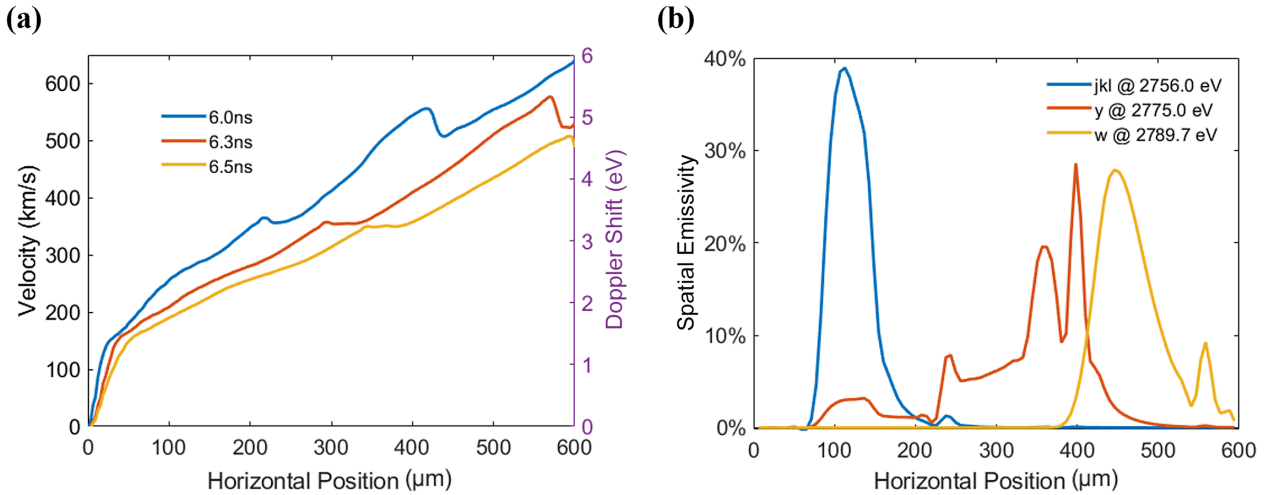 (a)
600
500
400
300
200
100
0
Velocity (km/s)
6.0ns
6.3ns
6.5ns
6
5
4
3
2
1
0
Doppler Shift (eV)
0 100 200 300 400 500 600
Horizontal Position (μm)
(b)
40%
30%
20%
10%
0%
Spatial Emissivity
jkl @ 2756.0 eV
y @ 2775.0 eV
w @ 2789.7 eV
0 100 200 300 400 500 600
Horizontal Position (μm)